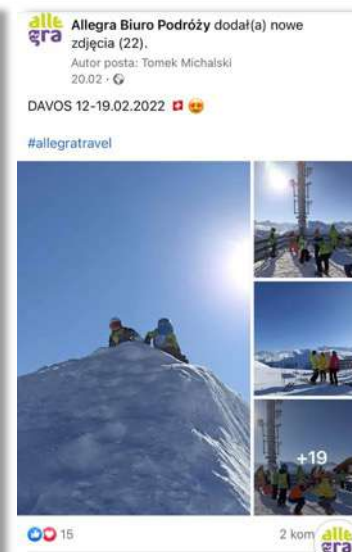 alle
gra
Allegra Biuro Podróży dodał(a) nowe
zdjęcia (22).
Autor posta: Tomek Michalski
20.02 ·
DAVOS 12-19.02.2022 🇨🇭 😍
#allegratravel
+19
15
2 kom
alle
gra